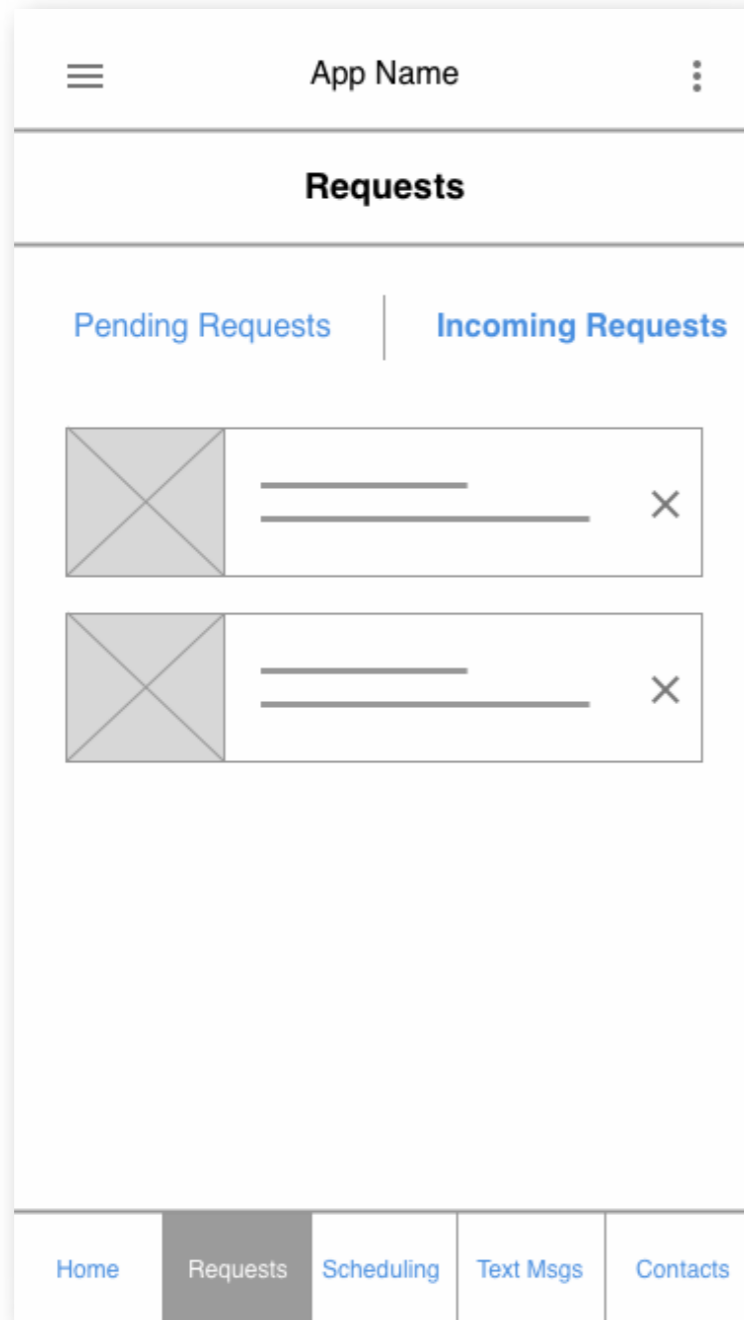 App Name
Requests
Pending Requests Incoming Requests
Home Requests Scheduling Text Msgs Contacts